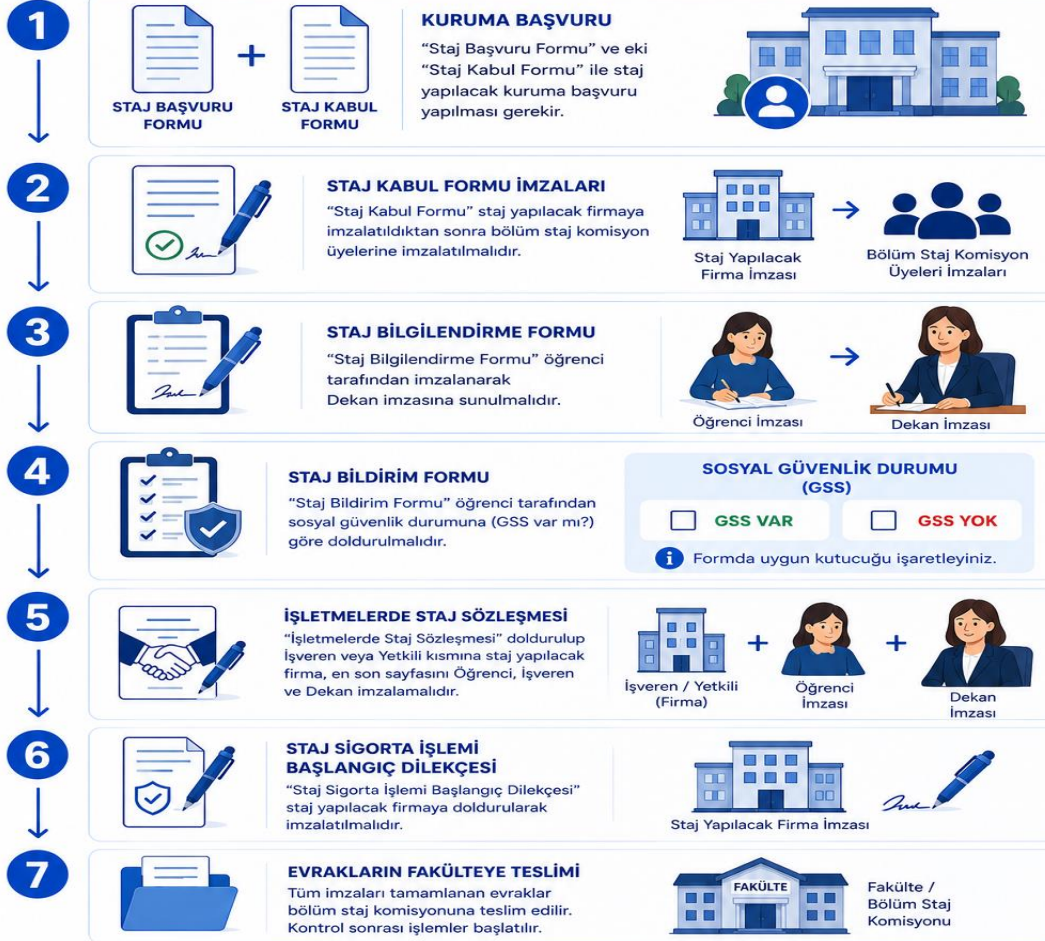 1
STAJ BAŞVURU
FORMU
+
STAJ KABUL
FORMU
KURUMA BAŞVURU
“Staj Başvuru Formu” ve eki
“Staj Kabul Formu” ile staj
yapılacak kuruma başvuru
yapılması gerekir.
2
STAJ KABUL FORMU İMZALARI
“Staj Kabul Formu” staj yapılacak firmaya
imzalatıldıktan sonra bölüm staj komisyon
üyelerine imzalatılmalıdır.
Staj Yapılacak
Firma İmzası
Bölüm Staj Komisyon
Üyeleri İmzaları
3
STAJ BİLGİLENDİRME FORMU
“Staj Bilgilendirme Formu” öğrenci
tarafından imzalanarak
Dekan imzasına sunulmalıdır.
Öğrenci İmzası
Dekan İmzası
4
STAJ BİLDİRİM FORMU
“Staj Bildirim Formu” öğrenci tarafından
sosyal güvenlik durumuna (GSS var mı?)
göre doldurulmalıdır.
SOSYAL GÜVENLİK DURUMU
(GSS)
GSS VAR
GSS YOK
i Formda uygun kutucuğu işaretleyiniz.
5
İŞLETMELERDE STAJ SÖZLEŞMESİ
“İşletmelerde Staj Sözleşmesi” doldurulup
İşveren veya Yetkili kısmına staj yapılacak
firma, en son sayfasını Öğrenci, İşveren
ve Dekan imzalamalıdır.
İşveren / Yetkili
(Firma)
+
Öğrenci
İmzası
+
Dekan
İmzası
6
STAJ SİGORTA İŞLEMİ
BAŞLANGIÇ DİLEKÇESİ
“Staj Sigorta İşlemi Başlangıç Dilekçesi”
staj yapılacak firmaya doldurularak
imzalatılmalıdır.
Staj Yapılacak Firma İmzası
7
EVRAKLARIN FAKÜLTEYE TESLİMİ
Tüm imzaları tamamlanan evraklar
bölüm staj komisyonuna teslim edilir.
Kontrol sonrası işlemler başlatılır.
FAKÜLTE
Fakülte /
Bölüm Staj
Komisyonu